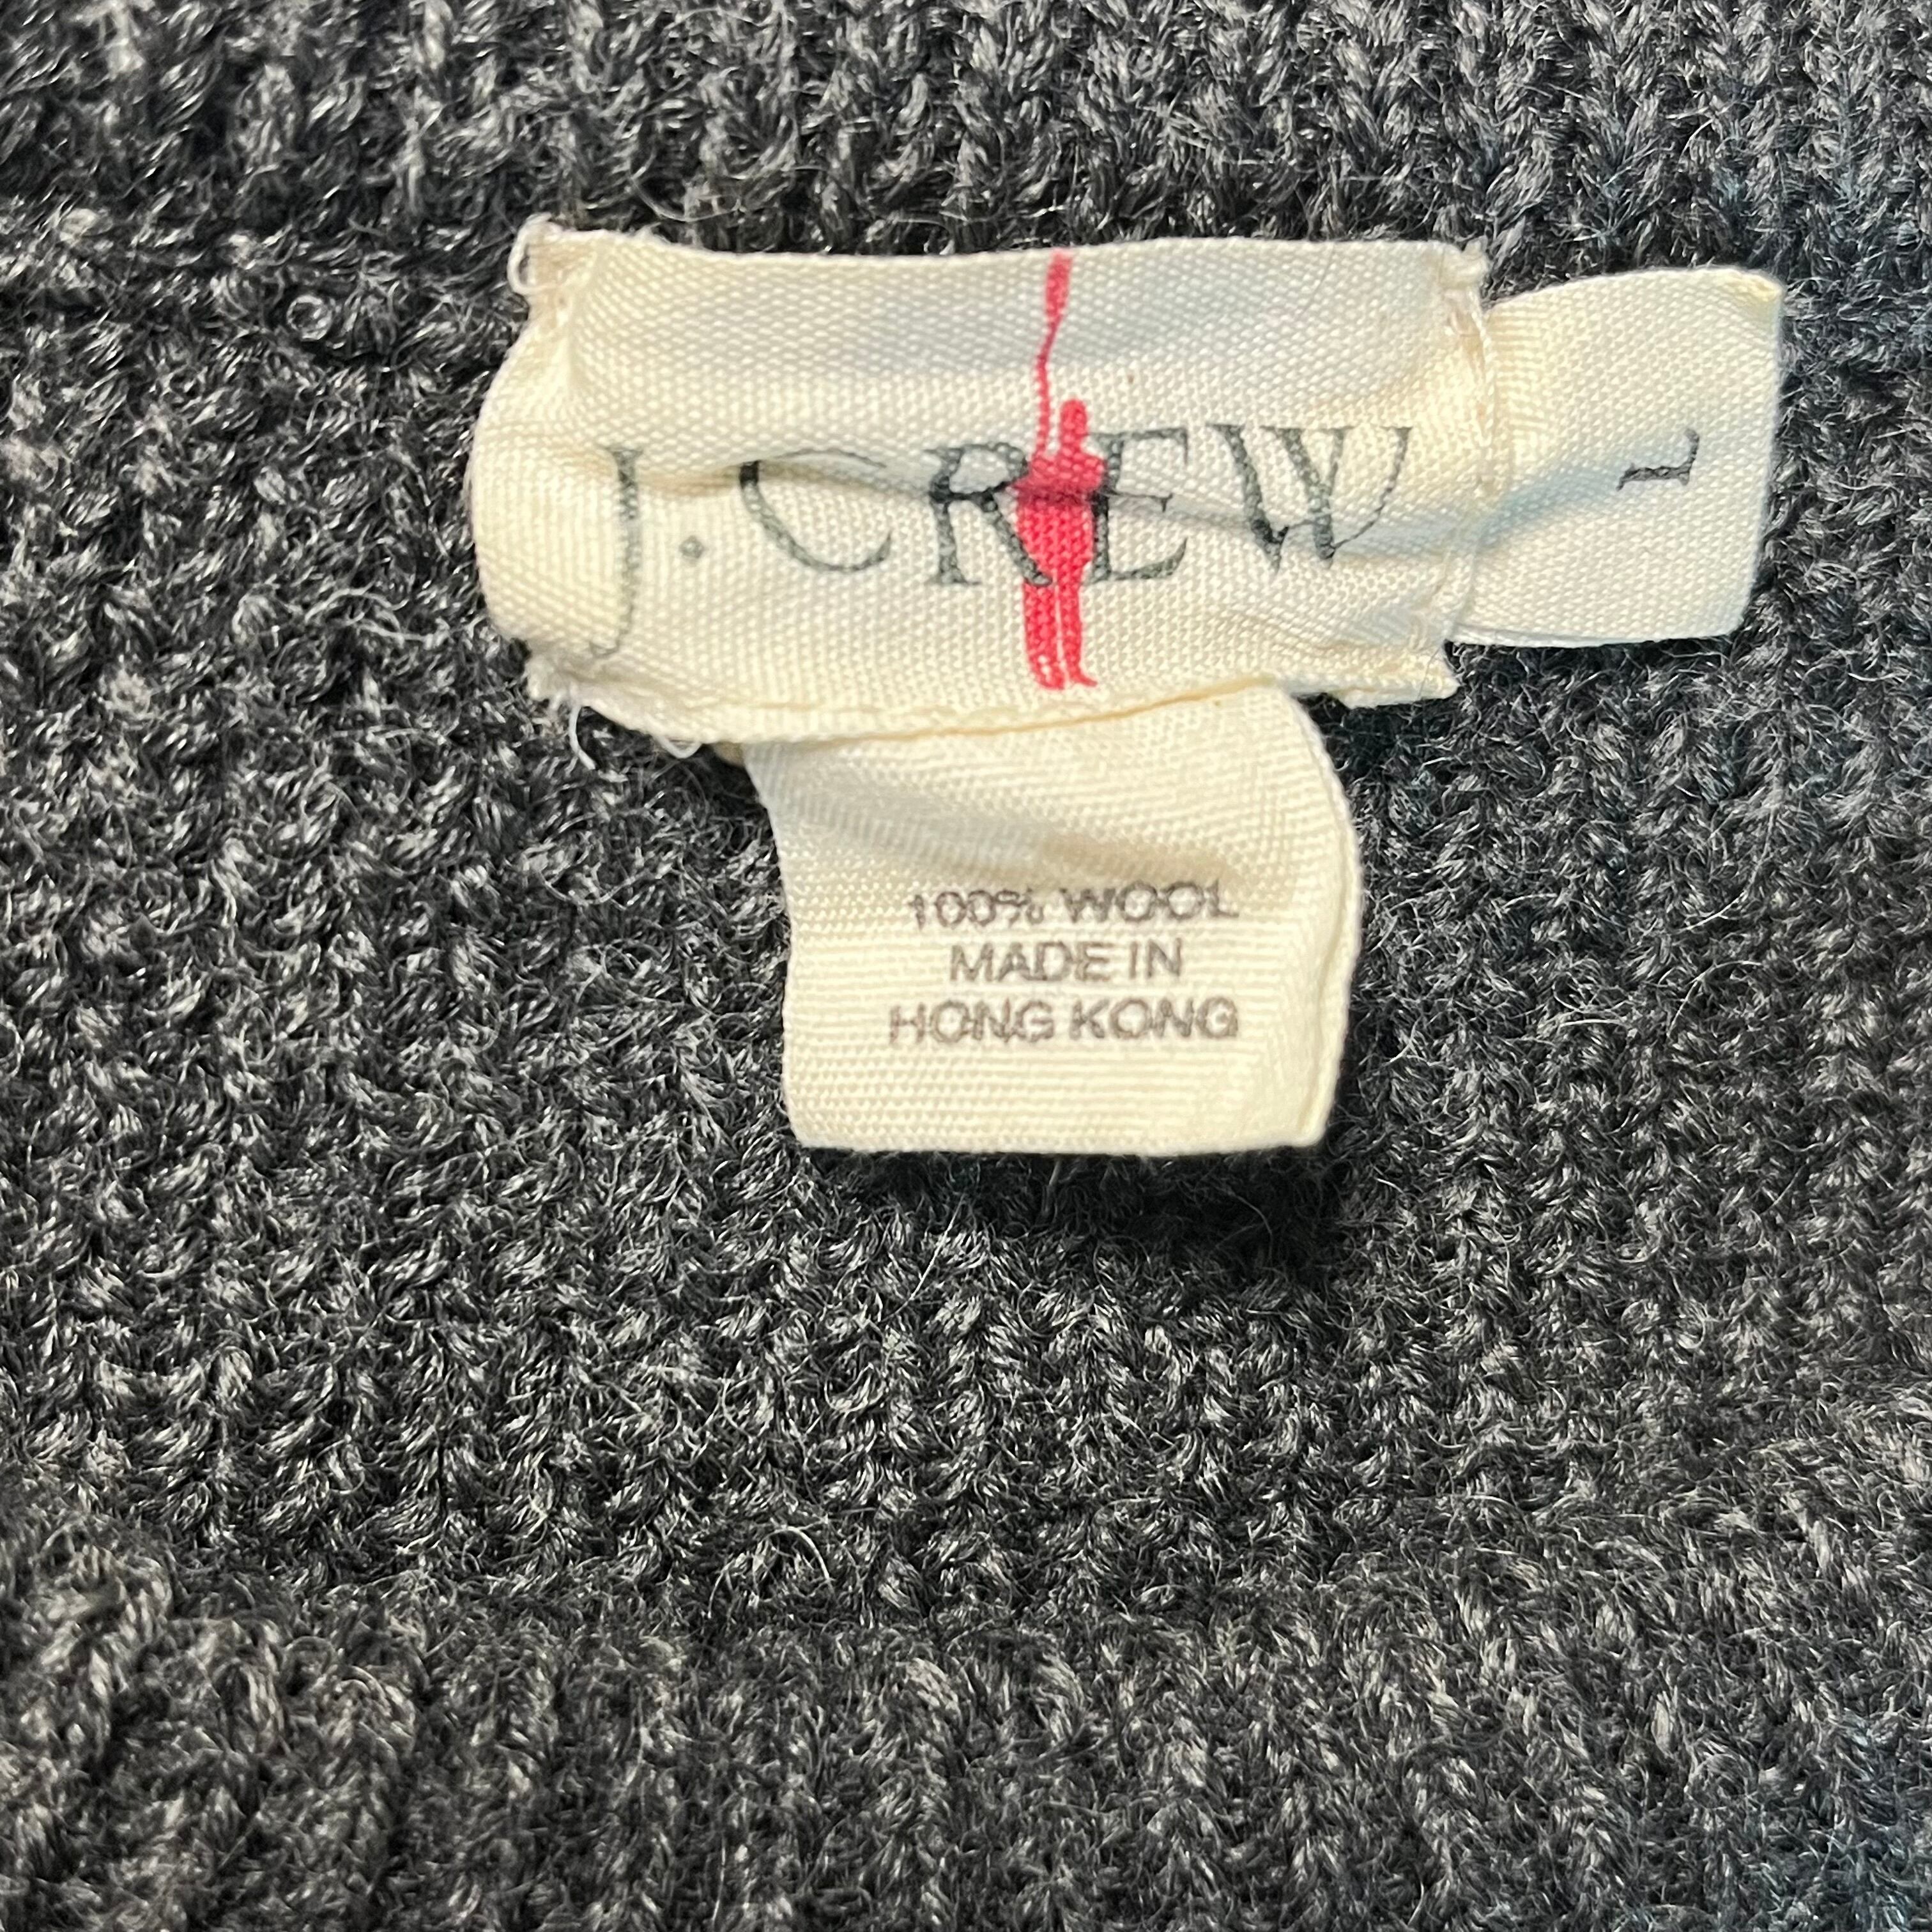 J.CREW
L
100% WOOL
MADE IN
HONG KONG